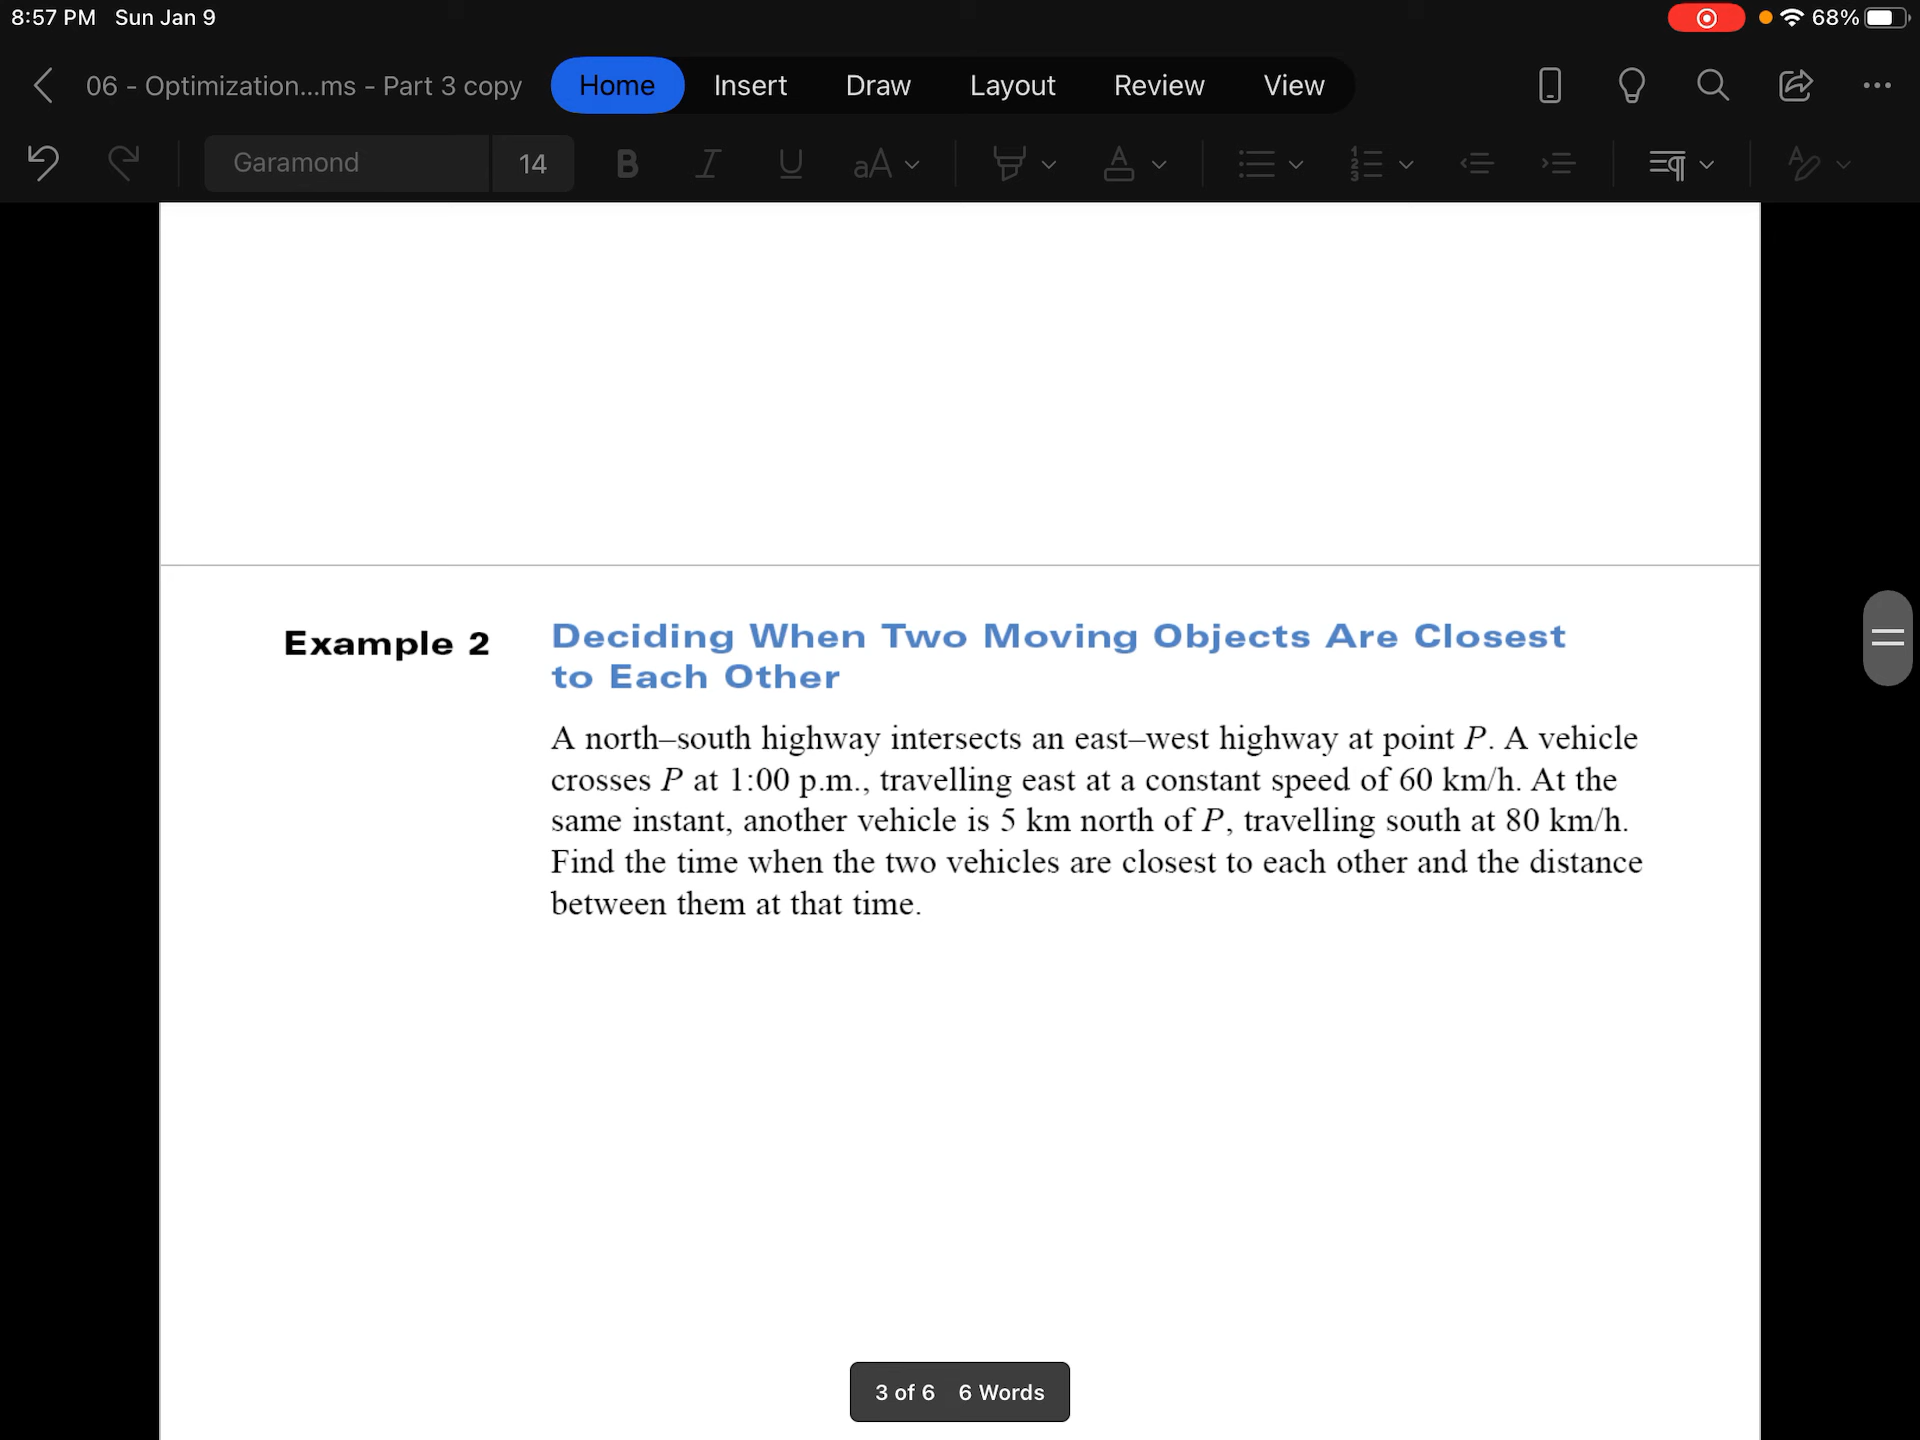 8:57 PM Sun Jan 9
68%
06 - Optimization...ms - Part 3 copy
Home Insert Draw Layout Review View
Garamond 14 B I U aA A A
Example 2 Deciding When Two Moving Objects Are Closest
to Each Other
A north–south highway intersects an east–west highway at point P. A vehicle
crosses P at 1:00 p.m., travelling east at a constant speed of 60 km/h. At the
same instant, another vehicle is 5 km north of P, travelling south at 80 km/h.
Find the time when the two vehicles are closest to each other and the distance
between them at that time.
3 of 6 6 Words